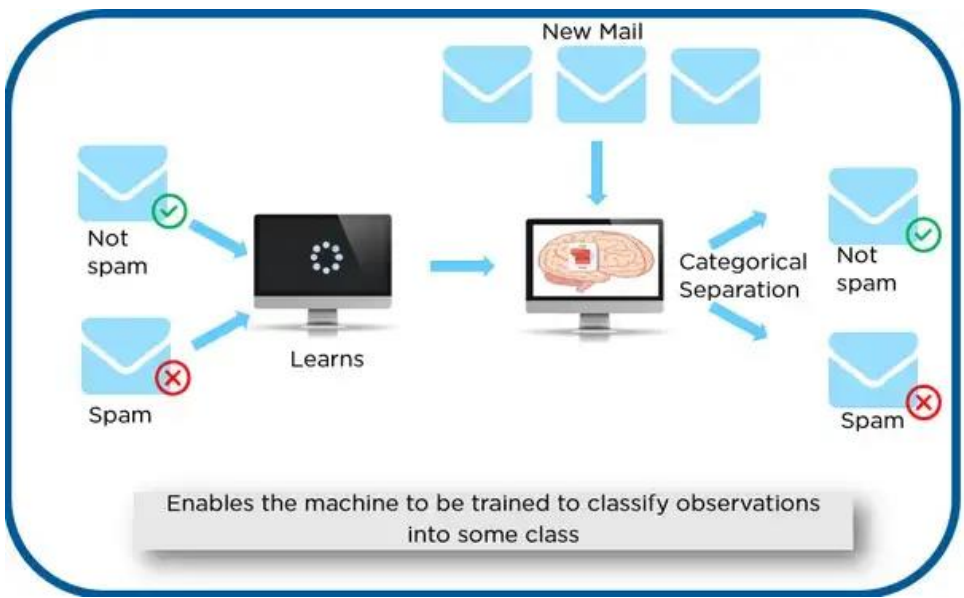 New Mail
Not
spam
Spam
Learns
Categorical
Separation
Not
spam
Spam
Enables the machine to be trained to classify observations
into some class